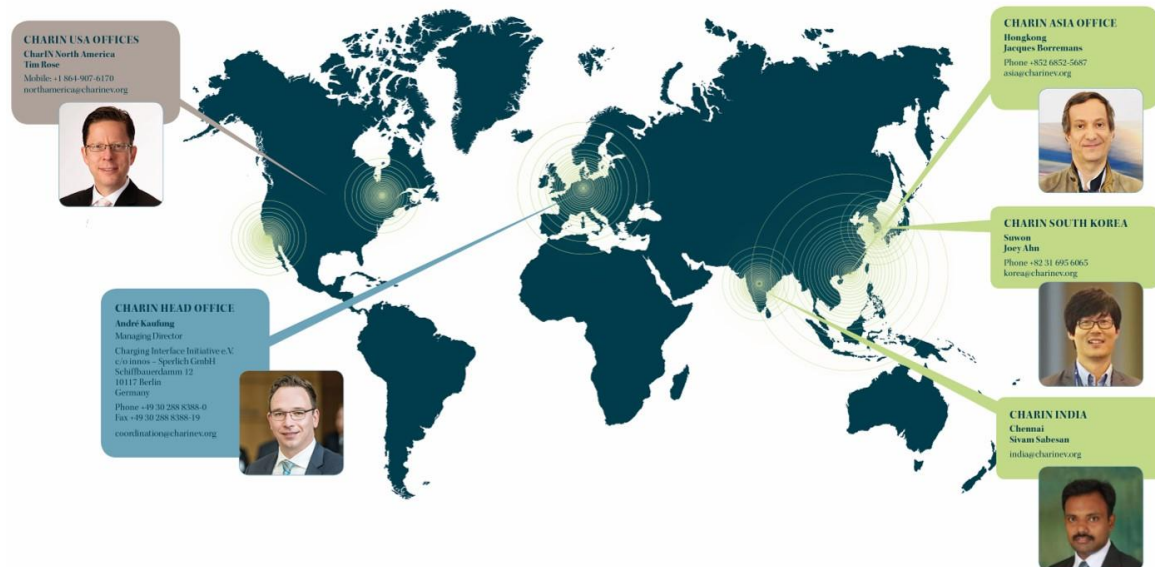 CHARIN USA OFFICES
CharIN North America
Tim Rose
Mobile: +1 864-907-6170
northamerica@charinev.org
CHARIN HEAD OFFICE
André Kaufung
Managing Director
Charging Interface Initiative e.V.
c/o innos – Sperlich GmbH
Schiffbauerdamm 12
10117 Berlin
Germany
Phone +49 30 288 8388-0
Fax +49 30 288 8388-19
coordination@charinev.org
CHARIN ASIA OFFICE
Hongkong
Jacques Borremans
Phone +852 6852-5687
asia@charinev.org
CHARIN SOUTH KOREA
Suwon
Joey Ahn
Phone +82 31 695 6065
korea@charinev.org
CHARIN INDIA
Chennai
Sivam Sabesan
india@charinev.org